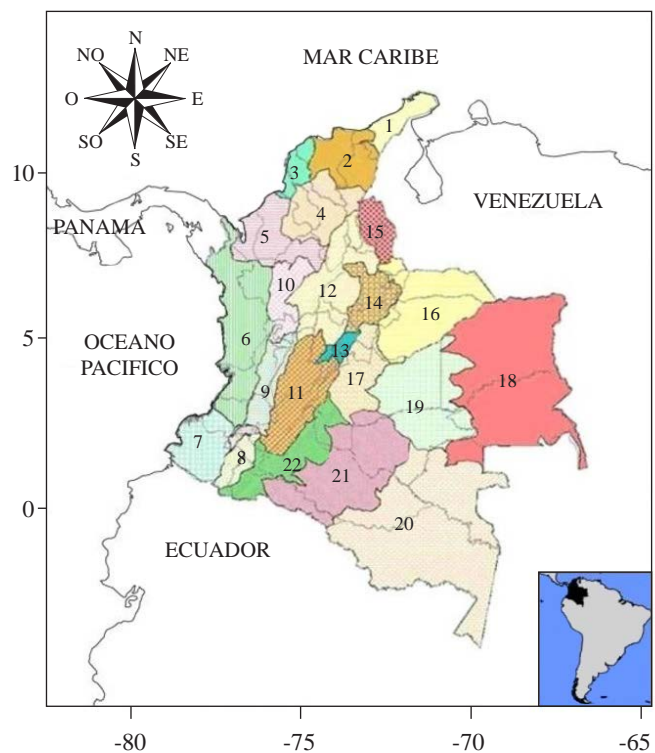 N
NO NE
O E
SO SE
S
MAR CARIBE
1
10
3 2
VENEZUELA
PANAMA
4
5 15
10 12 14
16
5
OCEANO
PACIFICO
6
13
9 11 17
18
19
7
8 22
21
0
20
ECUADOR
-80 -75 -70 -65